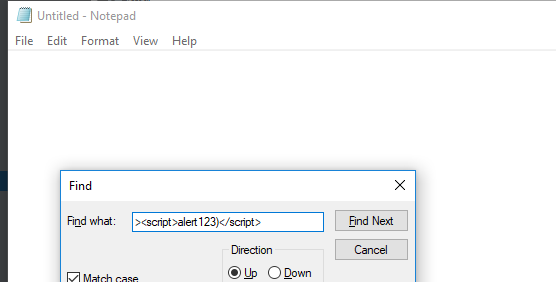 Untitled - Notepad
File Edit Format View Help
Find
Find what: ><script>alert123)</script> Find Next
Cancel
Direction
Match case Up Down